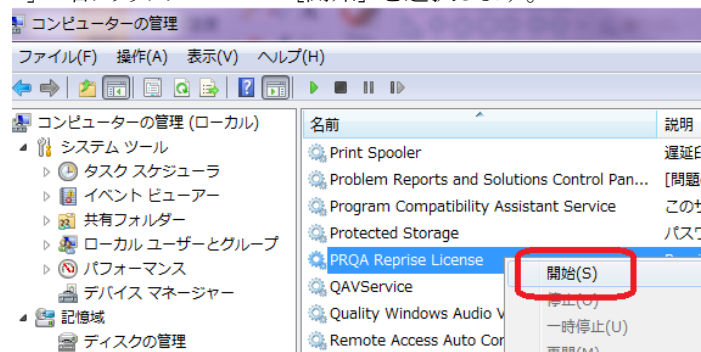 コンピューターの管理
ファイル(F) 操作(A) 表示(V) ヘルプ(H)
コンピューターの管理 (ローカル)
システム ツール
タスク スケジューラ
イベント ビューアー
共有フォルダー
ローカル ユーザーとグループ
パフォーマンス
デバイス マネージャー
記憶域
ディスクの管理
名前 説明
Print Spooler 遅延
Problem Reports and Solutions Control Pan... [問題
Program Compatibility Assistant Service この
Protected Storage パス
PRQA Reprise License
QAVService
Quality Windows Audio V
Remote Access Auto Con
開始(S)
停止(O)
一時停止(U)
再開(M)